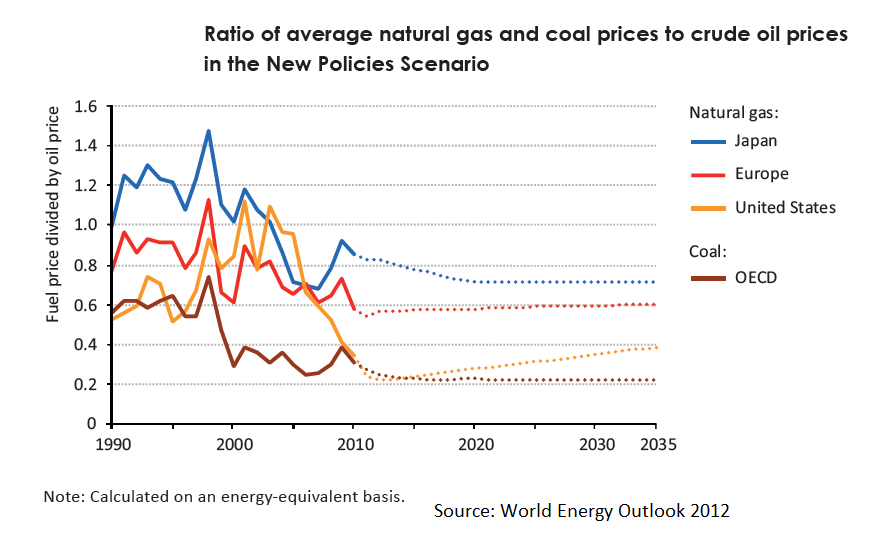 Ratio of average natural gas and coal prices to crude oil prices
in the New Policies Scenario
Fuel price divided by oil price
1.6
1.4
1.2
1.0
0.8
0.6
0.4
0.2
0
1990
2000
2010
2020
2030
2035
Natural gas:
Japan
Europe
United States
Coal:
OECD
Note: Calculated on an energy-equivalent basis.
Source: World Energy Outlook 2012